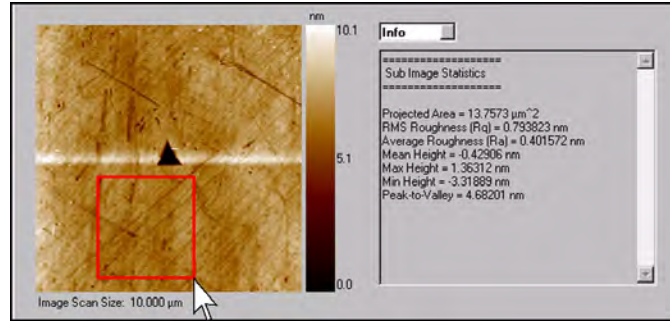 nm
10.1
5.1
0.0
Image Scan Size: 10.000 µm
Info
===================
Sub Image Statistics
===================
Projected Area = 13.7573 µm^2
RMS Roughness (Rq) = 0.793823 nm
Average Roughness (Ra) = 0.401572 nm
Mean Height = -0.42906 nm
Max Height = 1.36312 nm
Min Height = -3.31889 nm
Peak-to-Valley = 4.68201 nm